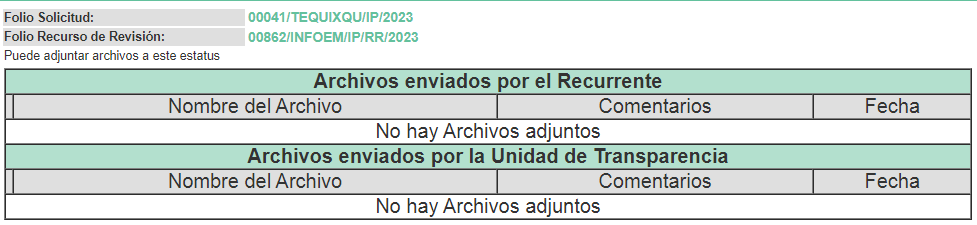 Folio Solicitud: 00041/TEQUIXQU/IP/2023
Folio Recurso de Revisión: 00862/INFOEM/IP/RR/2023
Puede adjuntar archivos a este estatus
Archivos enviados por el Recurrente
Nombre del Archivo Comentarios Fecha
No hay Archivos adjuntos
Archivos enviados por la Unidad de Transparencia
Nombre del Archivo Comentarios Fecha
No hay Archivos adjuntos